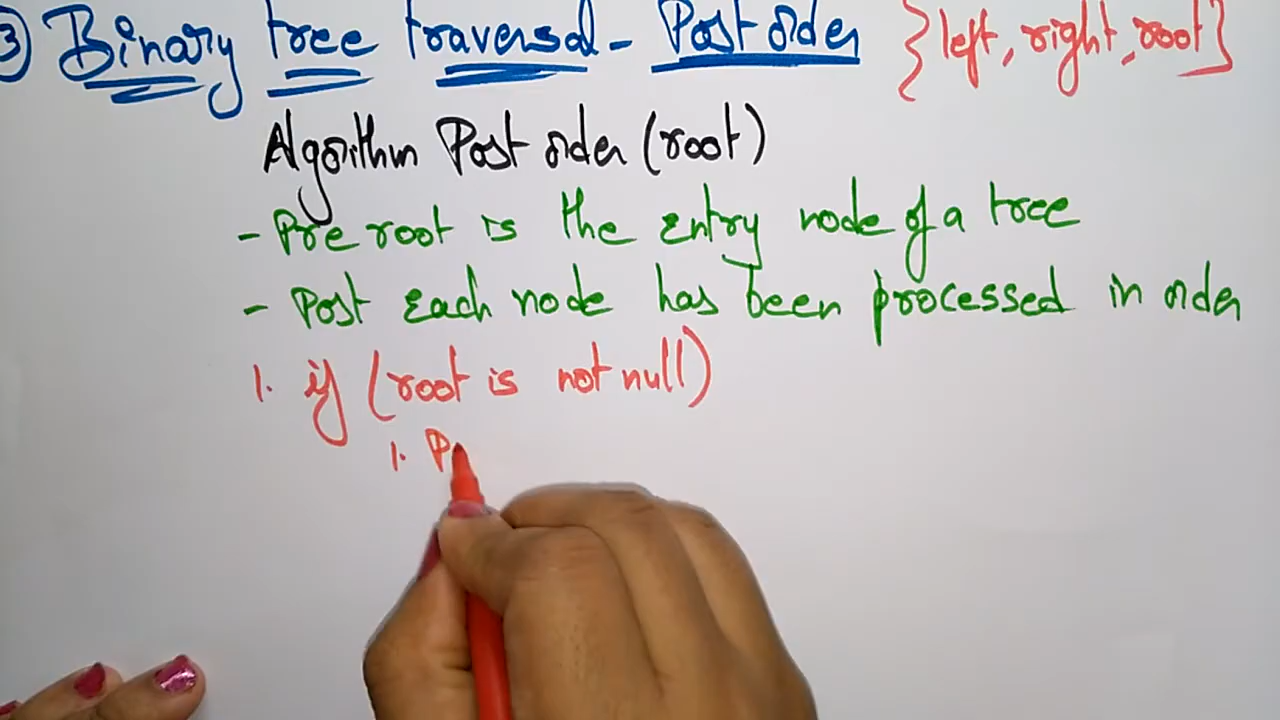 3) Binary tree traversal - Post order {left, right, root}
Algorithm Post order (root)
- Pre root is the entry node of a tree
- Post each node has been processed in order
1. if (root is not null)
1. P